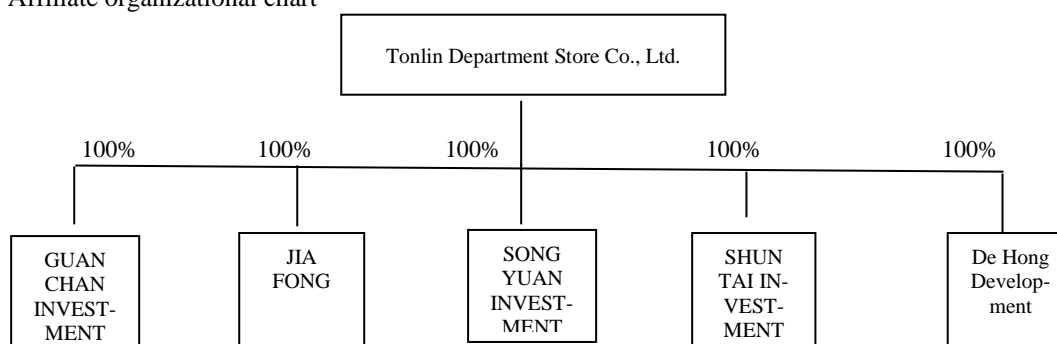 Affiliate organizational chart
Tonlin Department Store Co., Ltd.
100% 100% 100% 100% 100%
GUAN
CHAN
INVEST-
MENT
JIA
FONG
SONG
YUAN
INVEST-
MENT
SHUN
TAI IN-
VEST-
MENT
De Hong
Develop-
ment